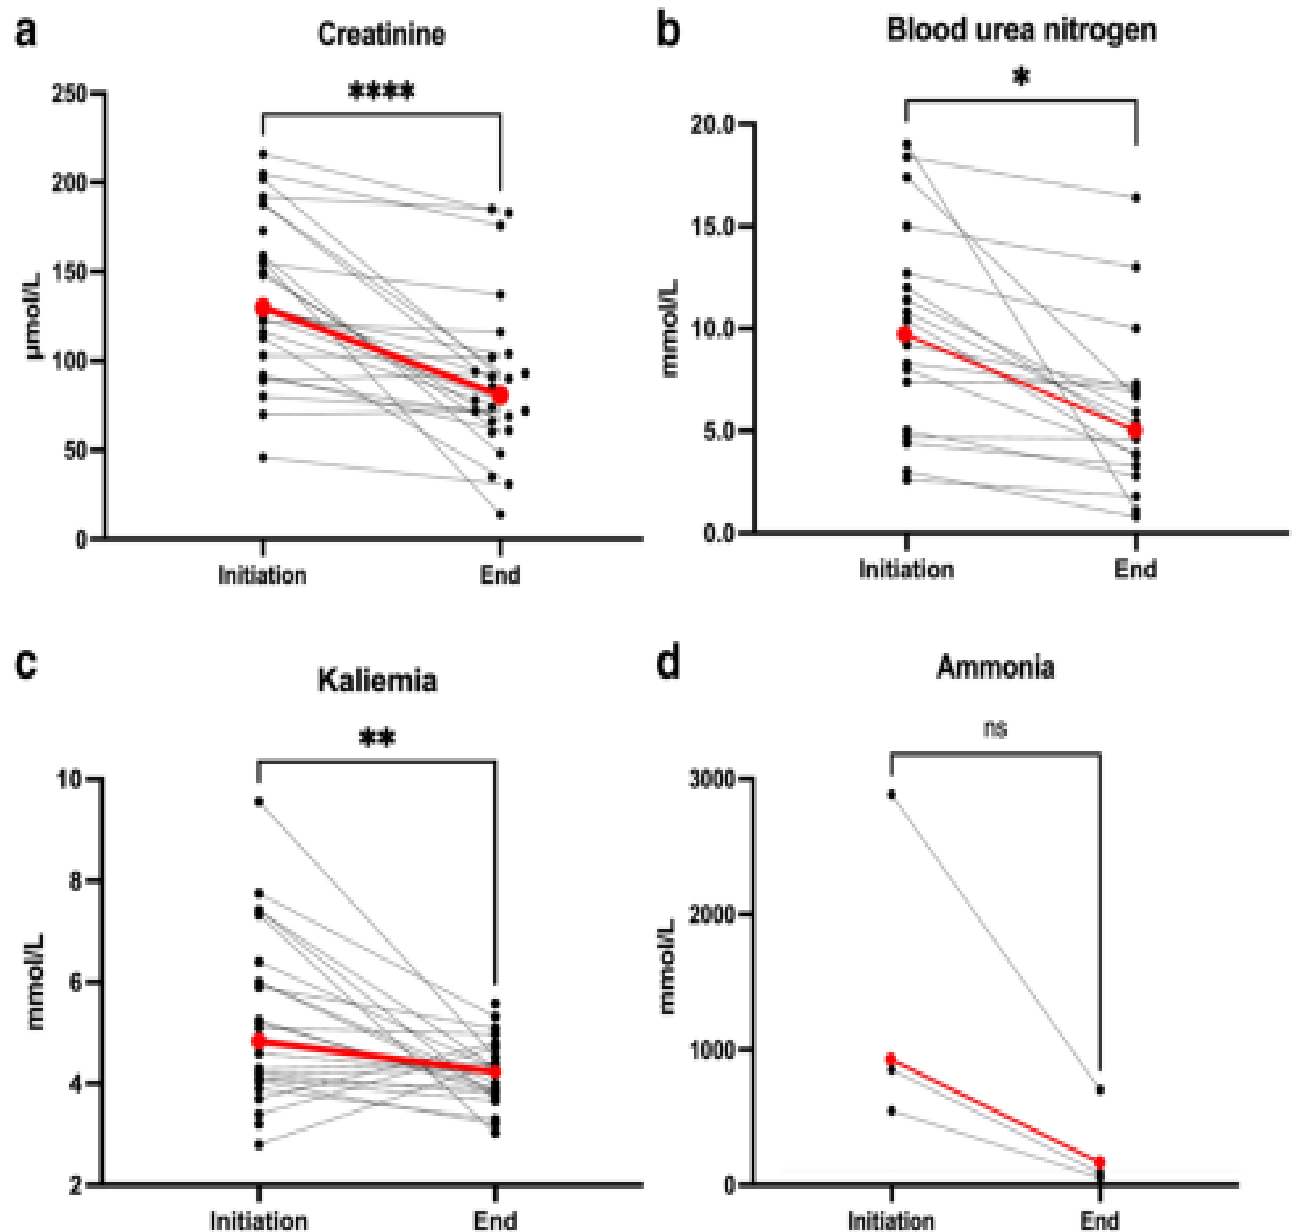 a
Creatinine
****
250
200
150
100
50
0
µmol/L
Initiation
End
b
Blood urea nitrogen
*
20.0
15.0
10.0
5.0
0.0
mmol/L
Initiation
End
c
Kaliemia
**
10
8
6
4
2
mmol/L
Initiation
End
d
Ammonia
ns
3000
2000
1000
0
mmol/L
Initiation
End